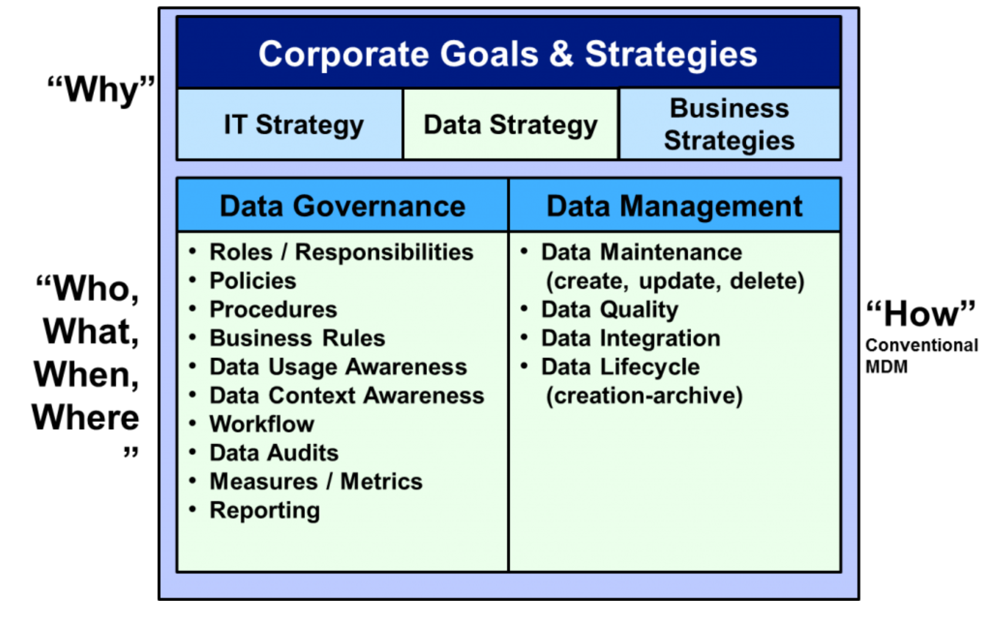 Corporate Goals & Strategies
“Why”
IT Strategy
Data Strategy
Business
Strategies
“Who,
What,
When,
Where
”
Data Governance
• Roles / Responsibilities
• Policies
• Procedures
• Business Rules
• Data Usage Awareness
• Data Context Awareness
• Workflow
• Data Audits
• Measures / Metrics
• Reporting
Data Management
• Data Maintenance
(create, update, delete)
• Data Quality
• Data Integration
• Data Lifecycle
(creation-archive)
“How”
Conventional
MDM